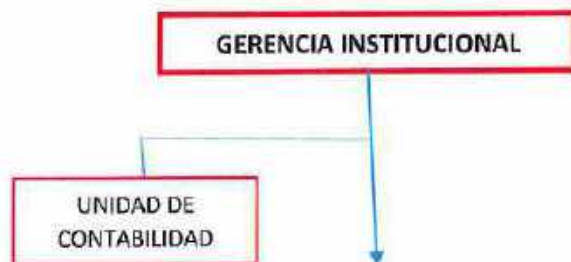 GERENCIA INSTITUCIONAL
UNIDAD DE
CONTABILIDAD